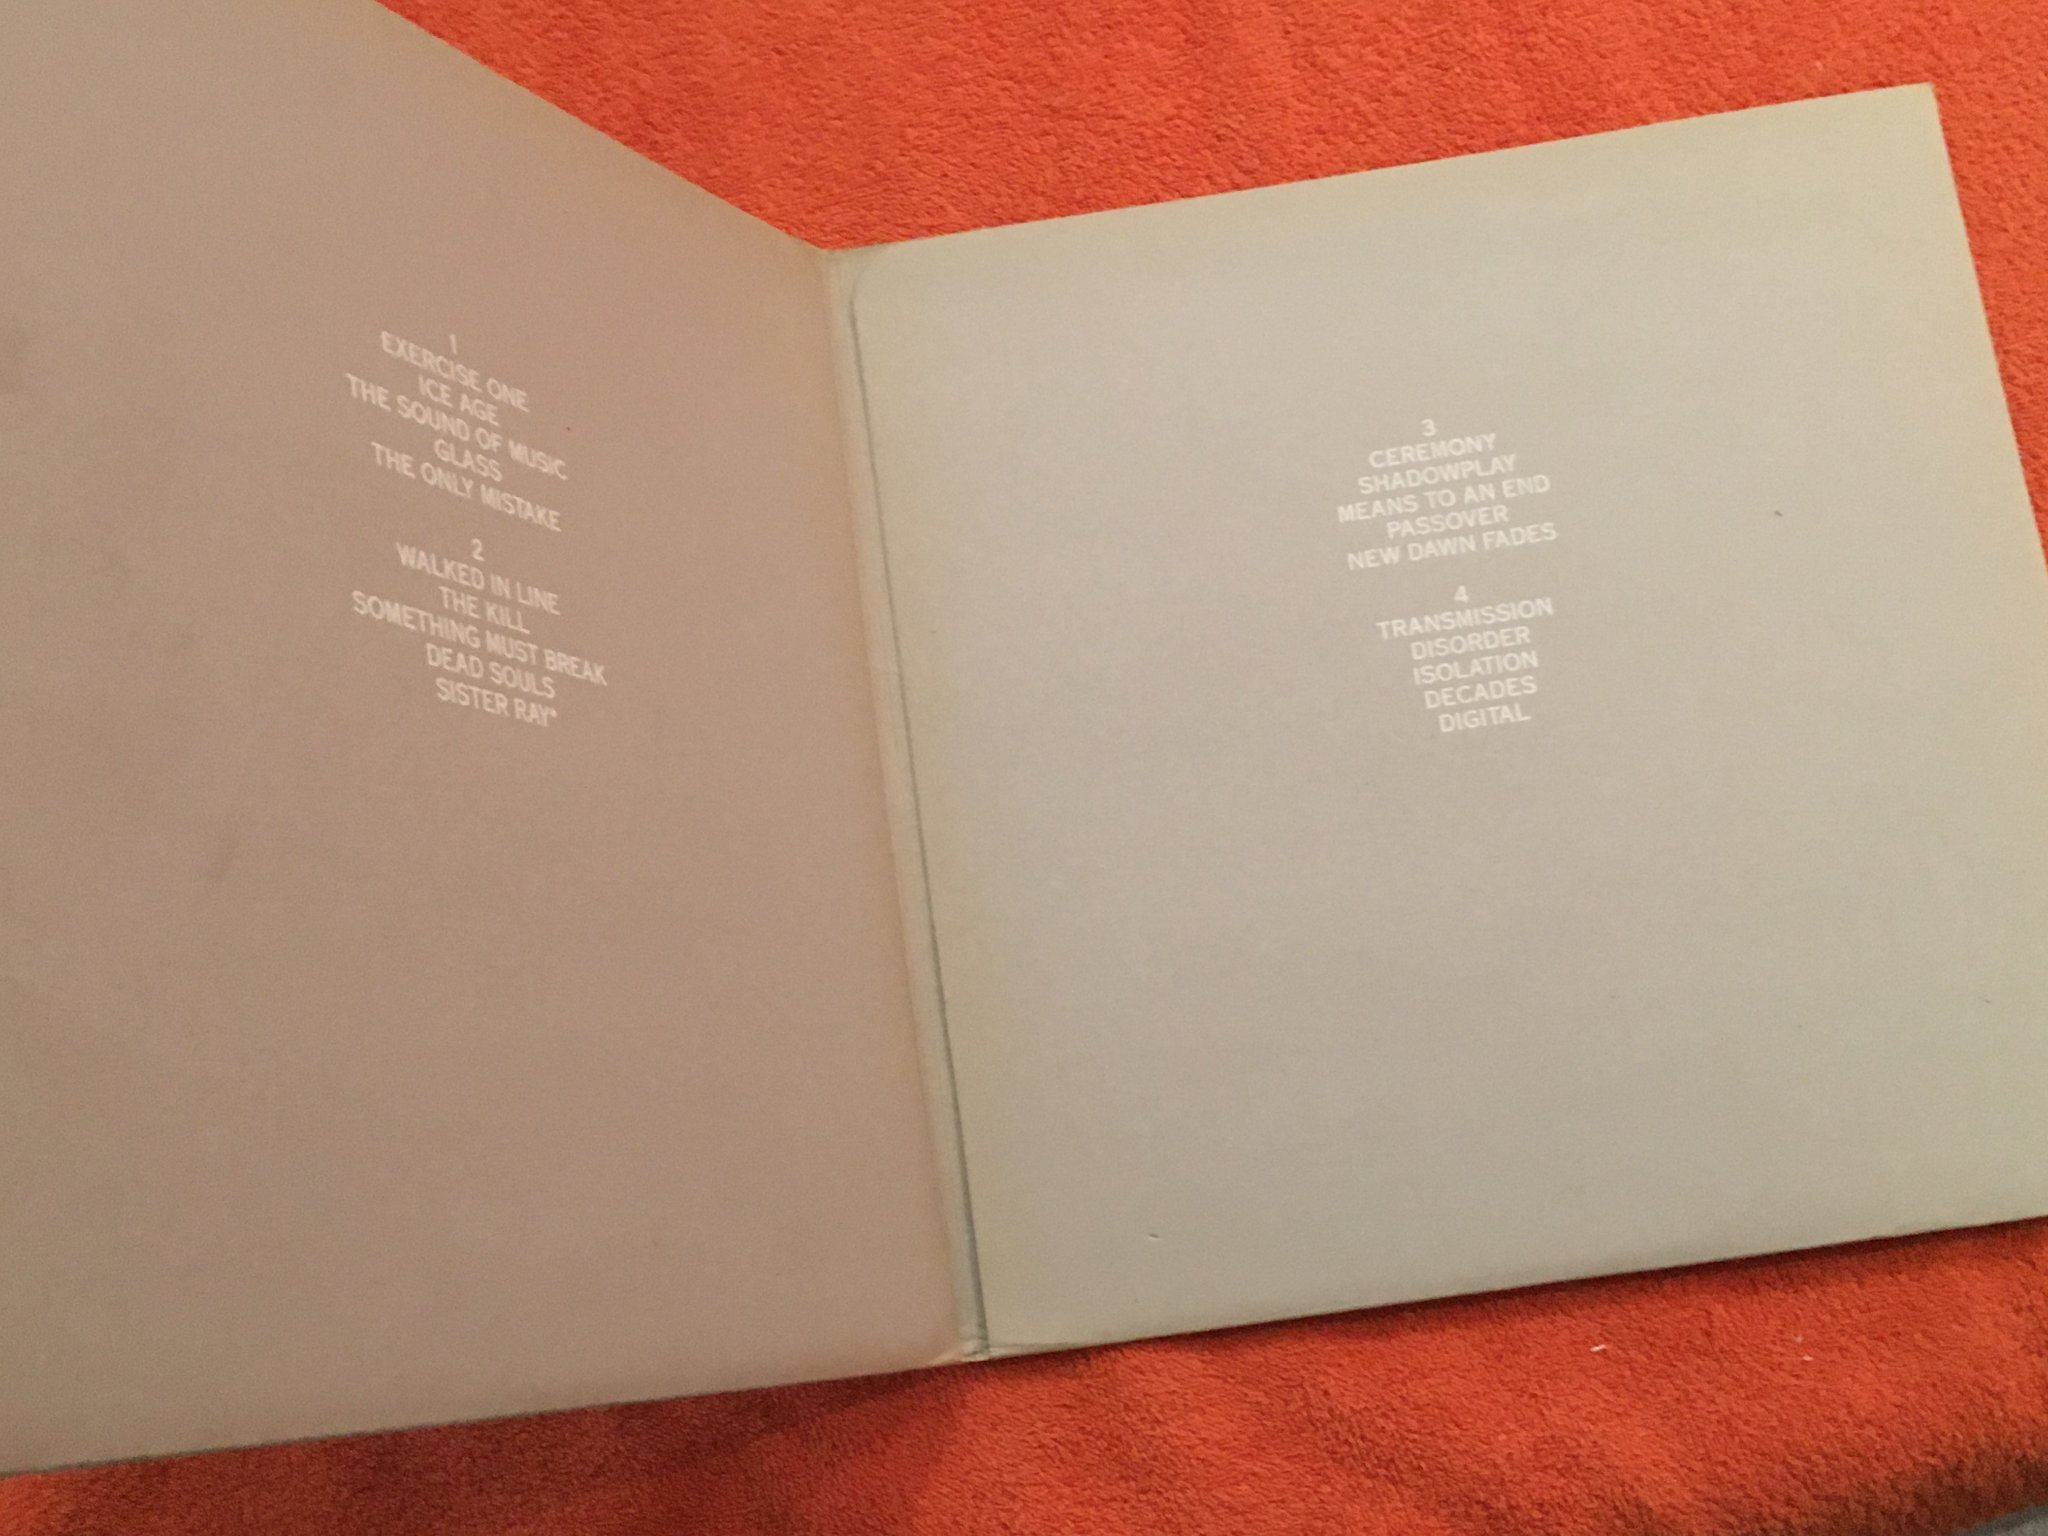 1
EXERCISE ONE
ICE AGE
THE SOUND OF MUSIC
GLASS
THE ONLY MISTAKE
2
WALKED IN LINE
THE KILL
SOMETHING MUST BREAK
DEAD SOULS
SISTER RAY*
3
CEREMONY
SHADOWPLAY
MEANS TO AN END
PASSOVER
NEW DAWN FADES
4
TRANSMISSION
DISORDER
ISOLATION
DECADES
DIGITAL